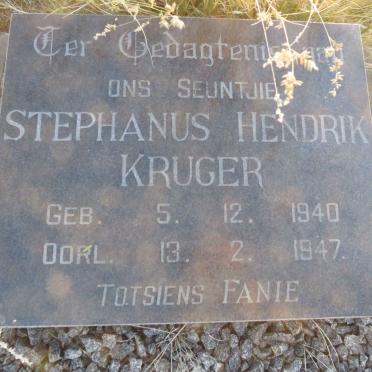 Ter Gedagtenis aan
ONS SEUNTJIE
STEPHANUS HENDRIK
KRUGER
GEB. 5. 12. 1940
OORL. 13. 2. 1947.
TOTSIENS FANIE